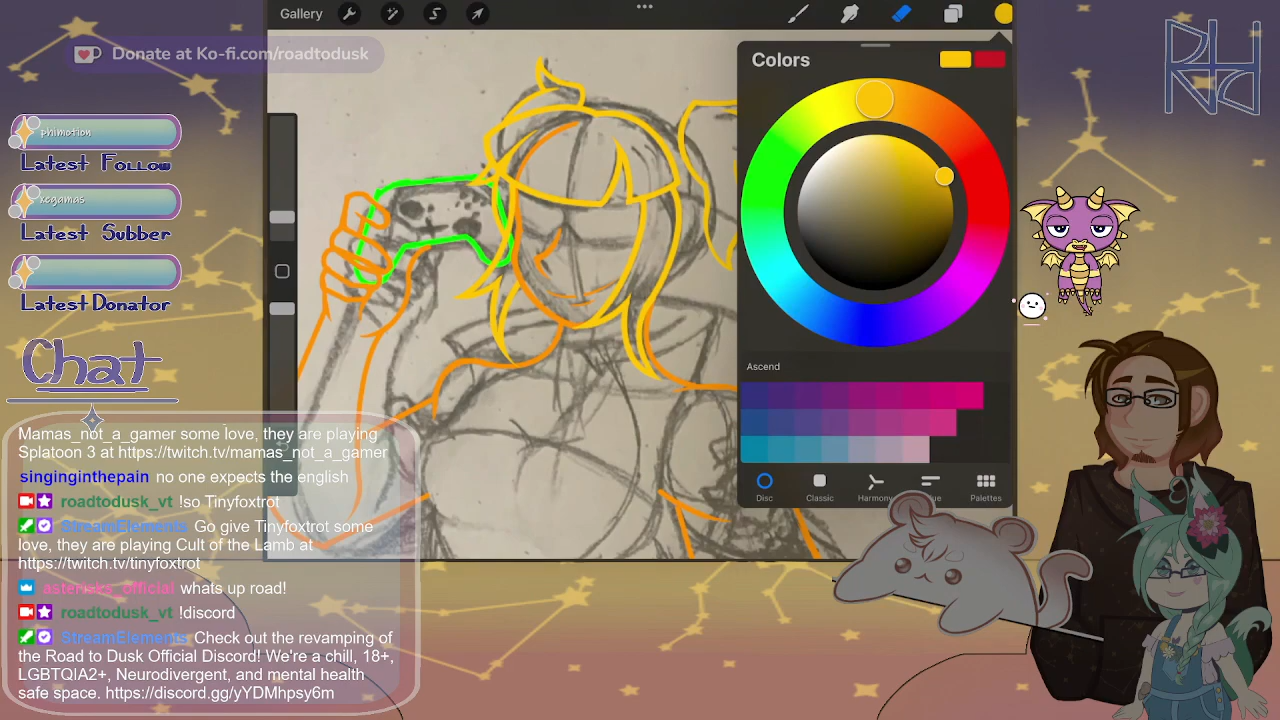 Gallery
Donate at Ko-fi.com/roadtodusk
Colors
phimotion
Latest Follow
xcgamas
Latest Subber
Latest Donator
Chat
Ascend
Disc
Classic
Harmony
Palettes
Mamas_not_a_gamer some love, they are playing
Splatoon 3 at https://twitch.tv/mamas_not_a_gamer
singinginthepain no one expects the english
roadtodusk_vt !so Tinyfoxtrot
StreamElements Go give Tinyfoxtrot some
love, they are playing Cult of the Lamb at
https://twitch.tv/tinyfoxtrot
asterisks_official whats up road!
roadtodusk_vt !discord
StreamElements Check out the revamping of
the Road to Dusk Official Discord! We're a chill, 18+,
LGBTQIA2+, Neurodivergent, and mental health
safe space. https://discord.gg/yYDMhpsy6m